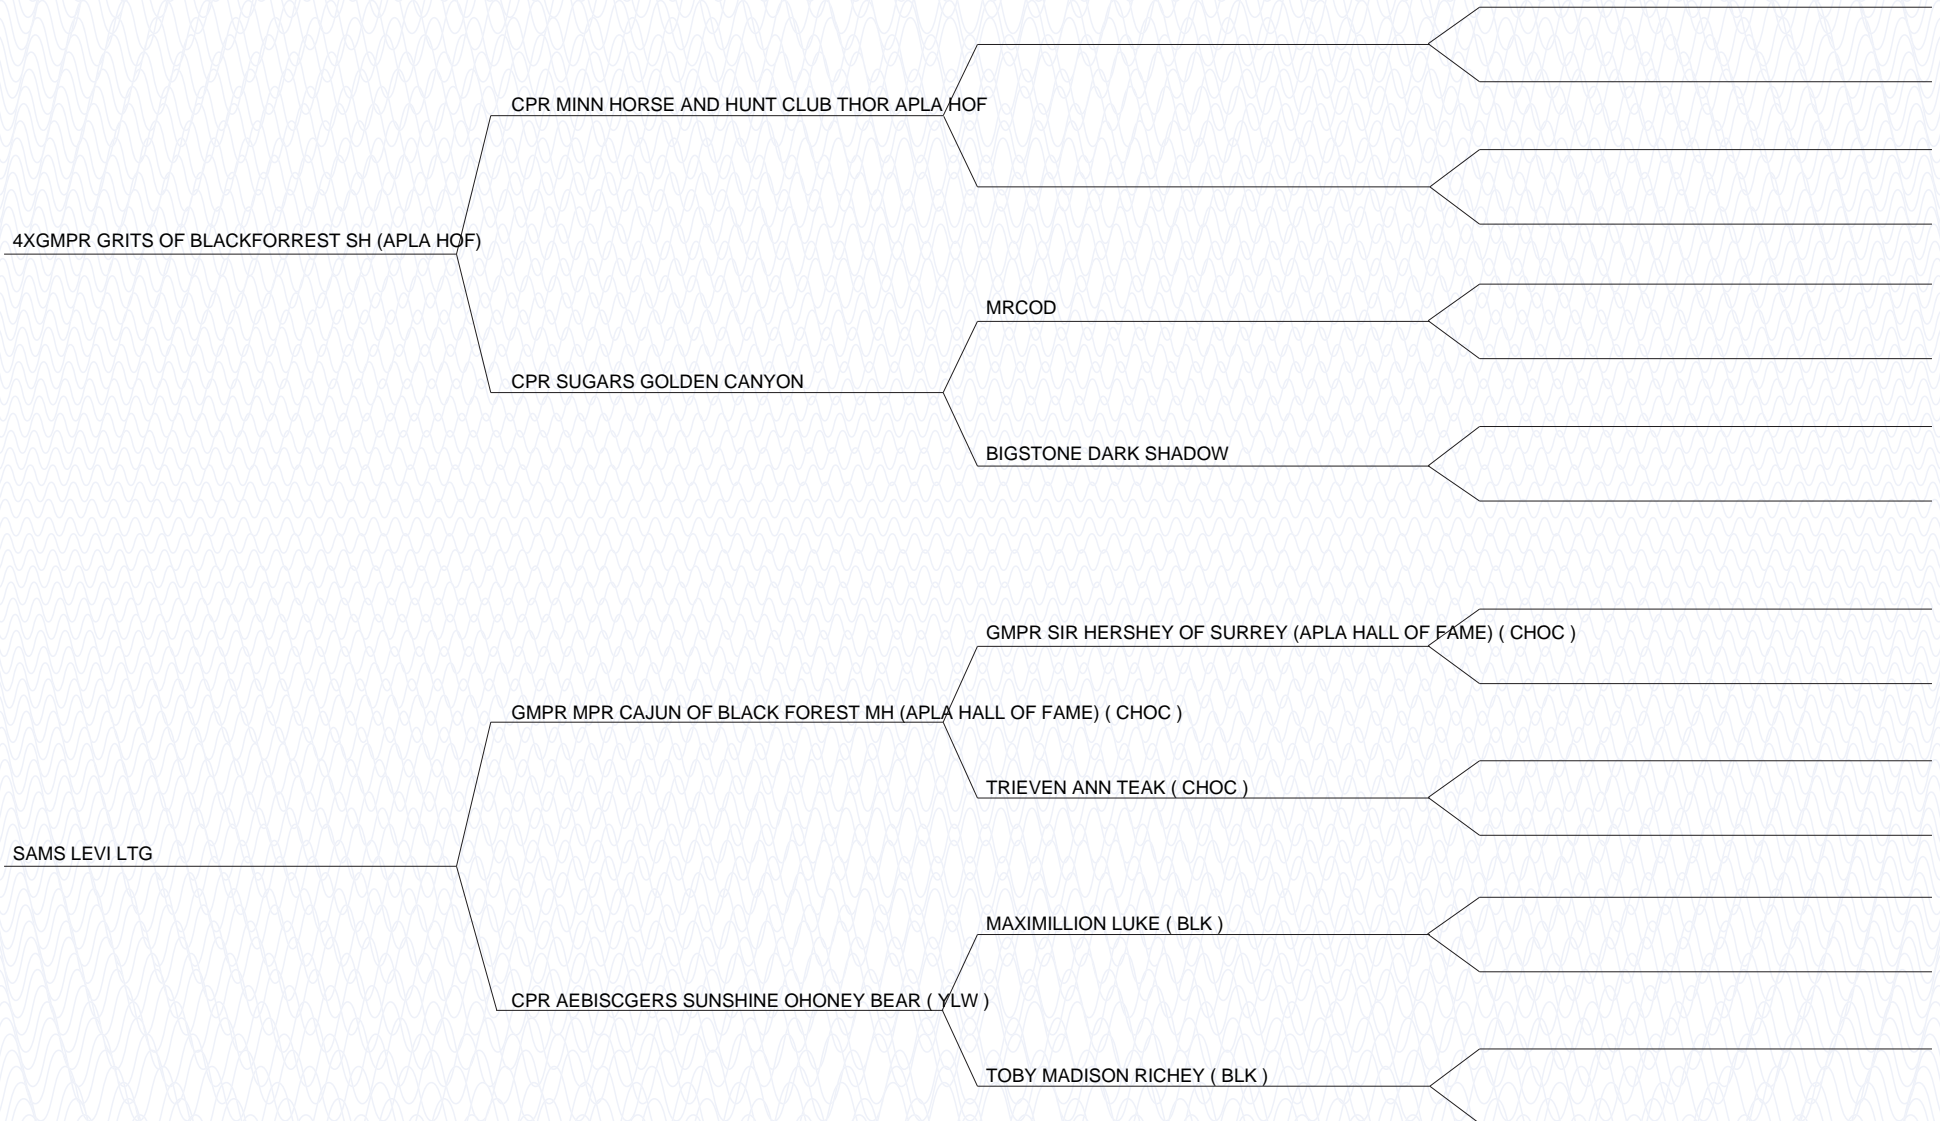 CPR MINN HORSE AND HUNT CLUB THOR APLA HOF
4XGMPR GRITS OF BLACKFORREST SH (APLA HOF)
MRCOD
CPR SUGARS GOLDEN CANYON
BIGSTONE DARK SHADOW
GMPR SIR HERSHEY OF SURREY (APLA HALL OF FAME) ( CHOC )
GMPR MPR CAJUN OF BLACK FOREST MH (APLA HALL OF FAME) ( CHOC )
TRIEVEN ANN TEAK ( CHOC )
SAMS LEVI LTG
MAXIMILLION LUKE ( BLK )
CPR AEBISCGERS SUNSHINE OHONEY BEAR ( YLW )
TOBY MADISON RICHEY ( BLK )